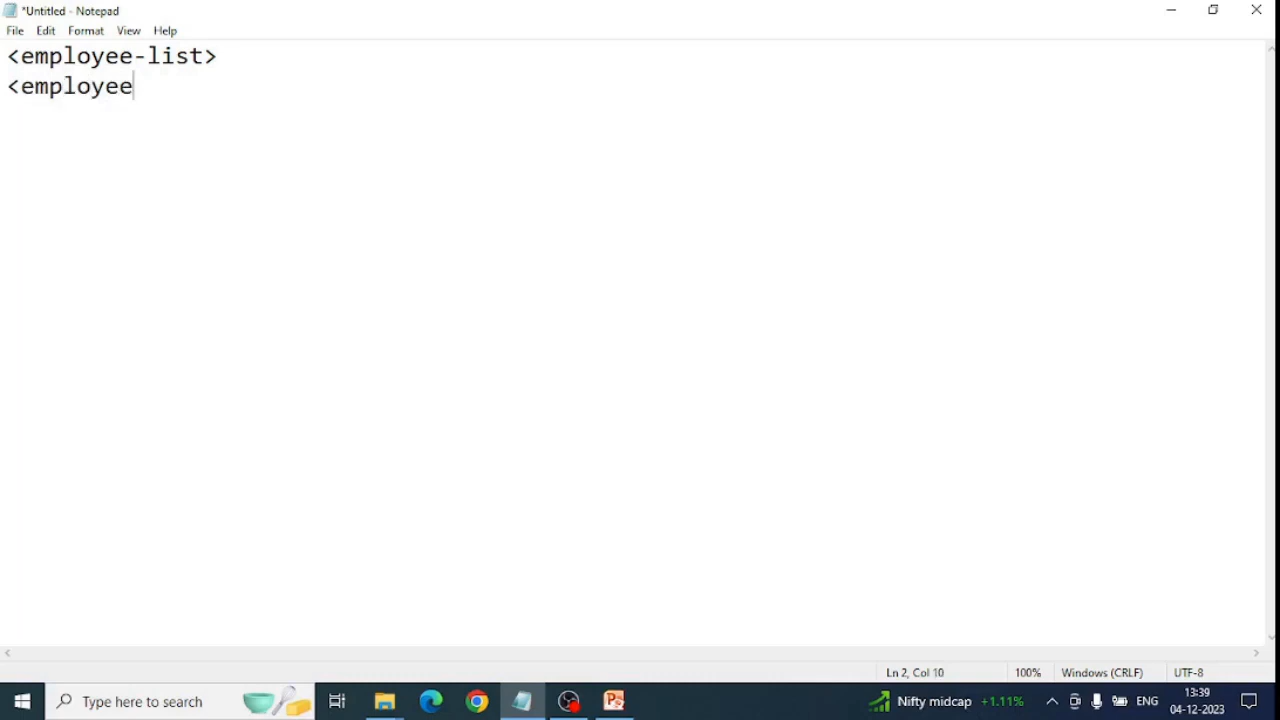 *Untitled - Notepad
File Edit Format View Help
<employee-list>
<employee
Ln 2, Col 10 100% Windows (CRLF) UTF-8
Type here to search Nifty midcap +1.11% ENG 13:39
04-12-2023